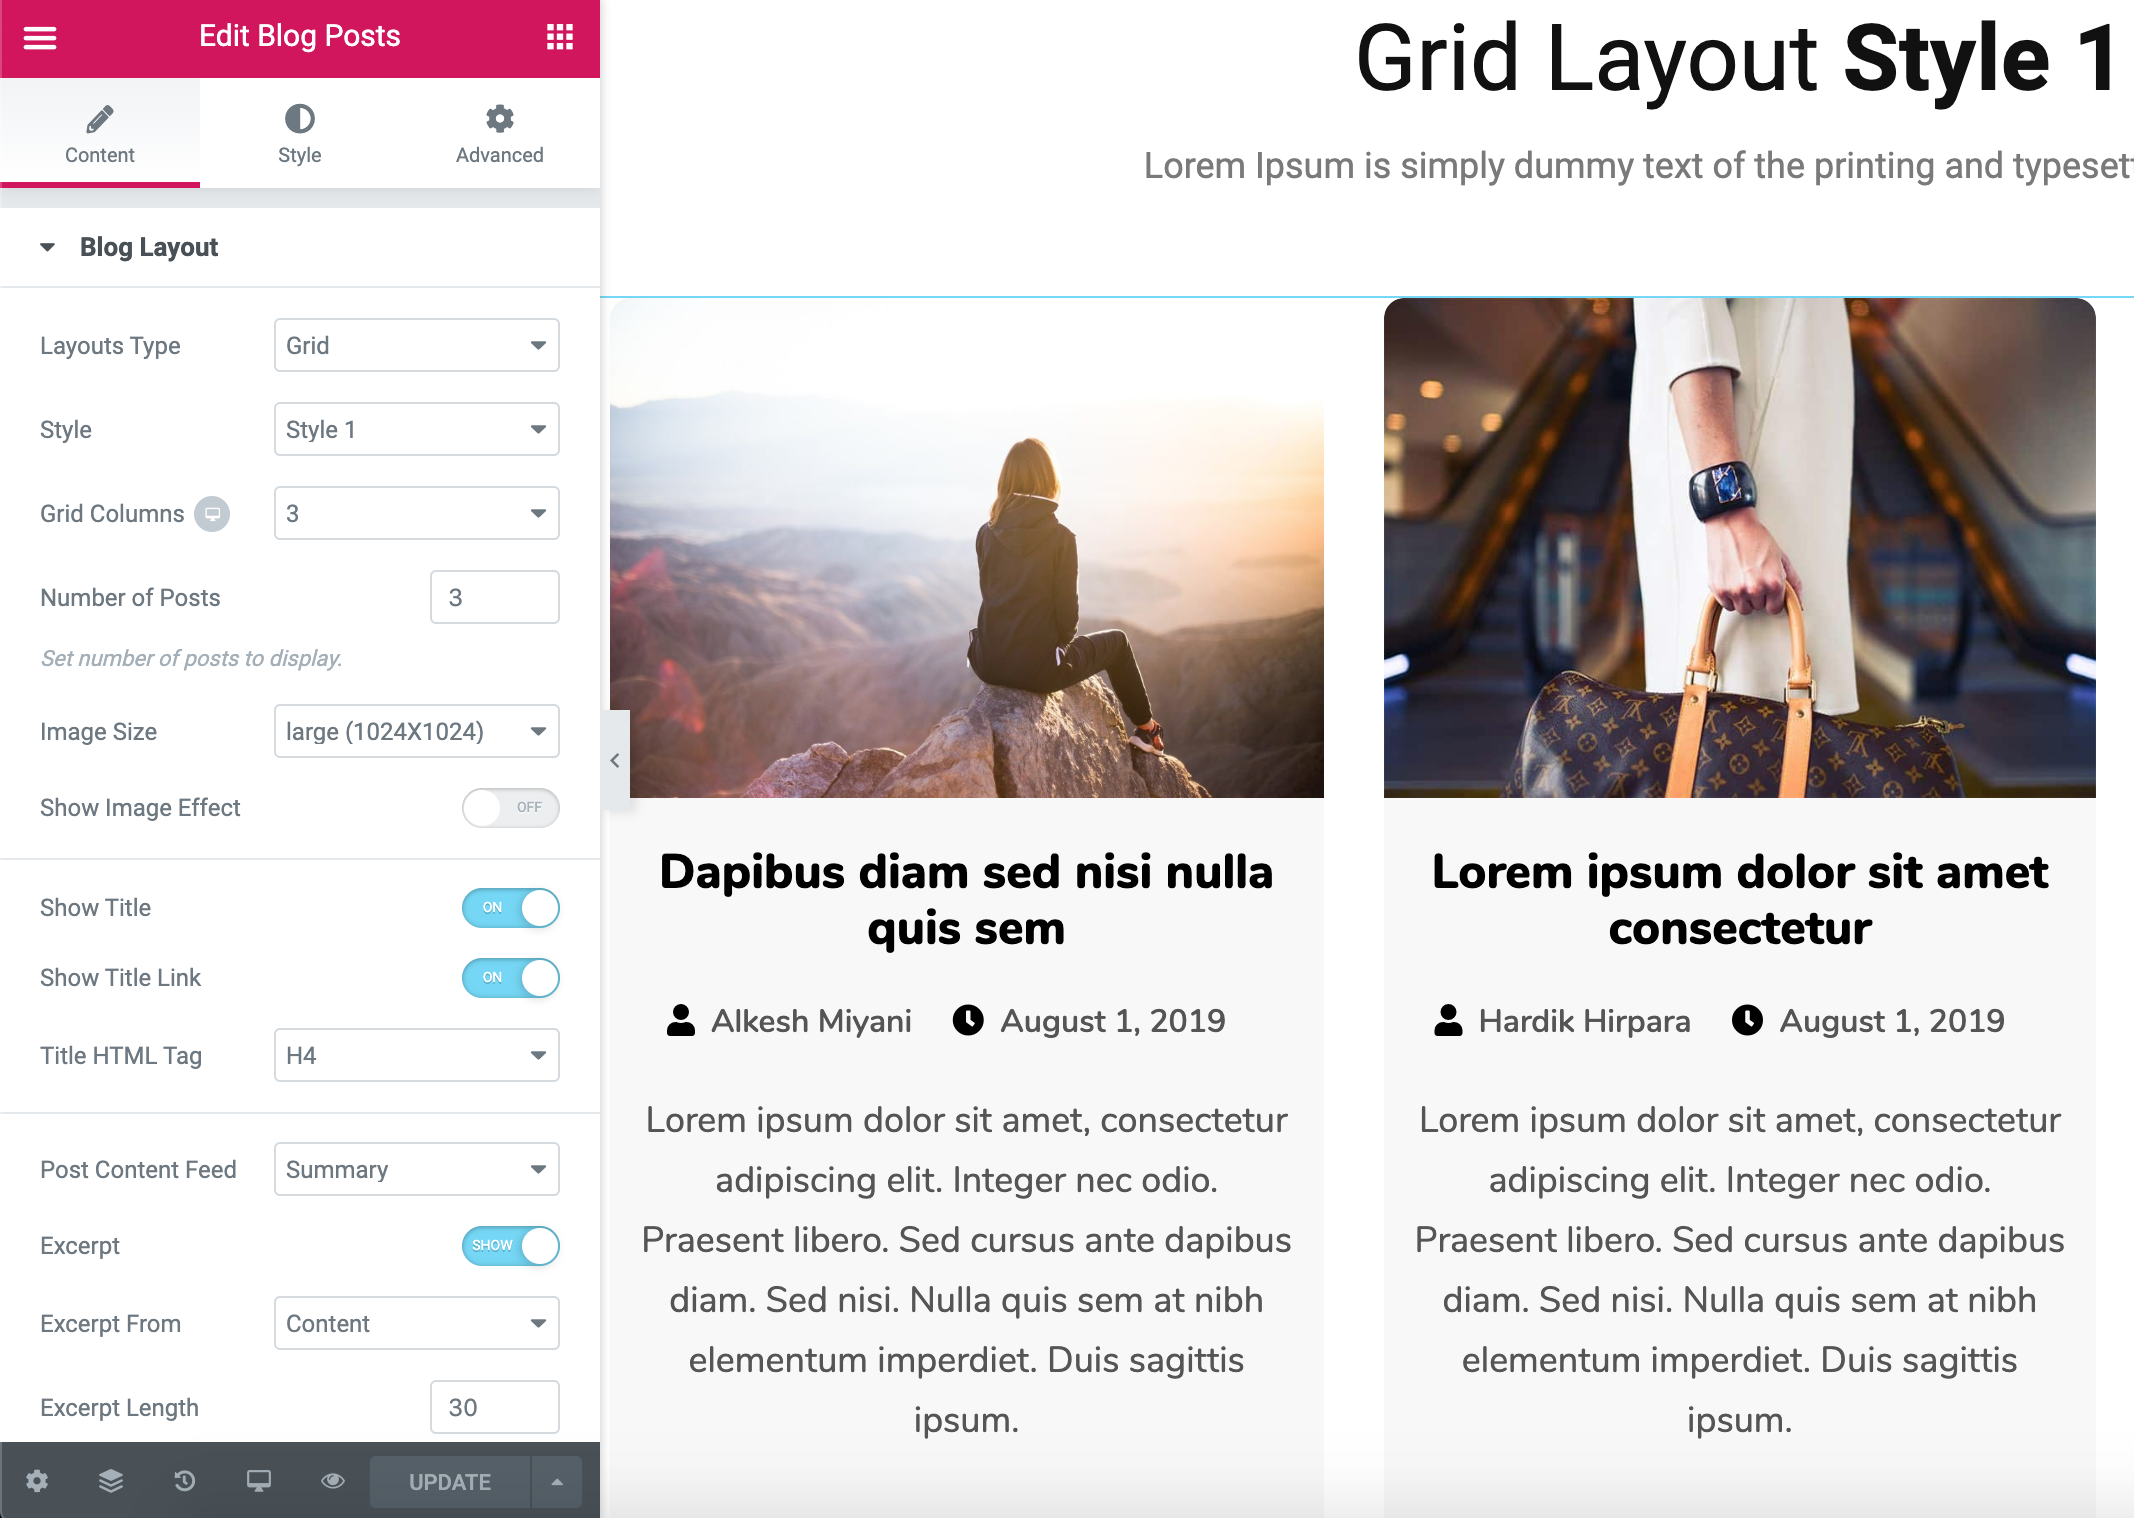 Edit Blog Posts
Content
Style
Advanced
Blog Layout
Layouts Type
Grid
Style
Style 1
Grid Columns
3
Number of Posts
3
Set number of posts to display.
Image Size
large (1024X1024)
Show Image Effect
OFF
Show Title
ON
Show Title Link
ON
Title HTML Tag
H4
Post Content Feed
Summary
Excerpt
SHOW
Excerpt From
Content
Excerpt Length
30
UPDATE
Grid Layout Style 1
Lorem Ipsum is simply dummy text of the printing and typeset
Dapibus diam sed nisi nulla
quis sem
Alkesh Miyani
August 1, 2019
Lorem ipsum dolor sit amet, consectetur
adipiscing elit. Integer nec odio.
Praesent libero. Sed cursus ante dapibus
diam. Sed nisi. Nulla quis sem at nibh
elementum imperdiet. Duis sagittis
ipsum.
Lorem ipsum dolor sit amet
consectetur
Hardik Hirpara
August 1, 2019
Lorem ipsum dolor sit amet, consectetur
adipiscing elit. Integer nec odio.
Praesent libero. Sed cursus ante dapibus
diam. Sed nisi. Nulla quis sem at nibh
elementum imperdiet. Duis sagittis
ipsum.